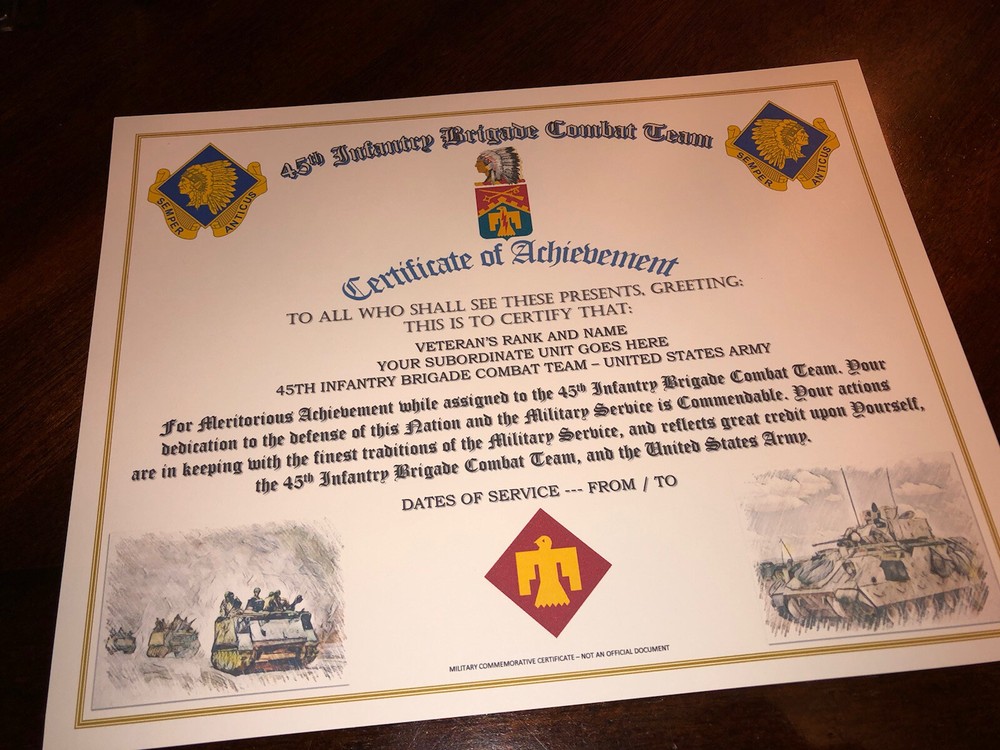 45th Infantry Brigade Combat Team
SEMPER ANTICUS
SEMPER ANTICUS
Certificate of Achievement
TO ALL WHO SHALL SEE THESE PRESENTS, GREETING:
THIS IS TO CERTIFY THAT:
VETERAN'S RANK AND NAME
YOUR SUBORDINATE UNIT GOES HERE
45TH INFANTRY BRIGADE COMBAT TEAM – UNITED STATES ARMY
For Meritorious Achievement while assigned to the 45th Infantry Brigade Combat Team. Your
dedication to the defense of this Nation and the Military Service is Commendable. Your actions
are in keeping with the finest traditions of the Military Service, and reflects great credit upon Yourself,
the 45th Infantry Brigade Combat Team, and the United States Army.
DATES OF SERVICE --- FROM / TO
MILITARY COMMEMORATIVE CERTIFICATE – NOT AN OFFICIAL DOCUMENT